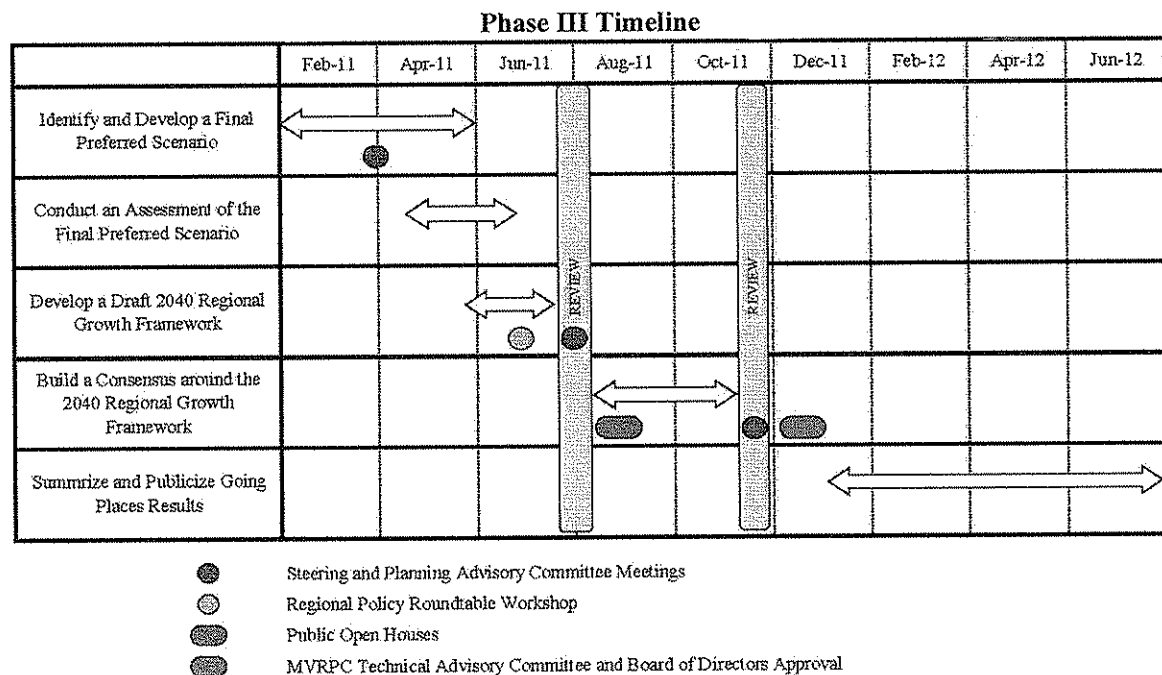 Phase III Timeline
Feb-11 Apr-11 Jun-11 Aug-11 Oct-11 Dec-11 Feb-12 Apr-12 Jun-12
Identify and Develop a Final
Preferred Scenario
Conduct an Assessment of the
Final Preferred Scenario
REVIEW REVIEW
Develop a Draft 2040 Regional
Growth Framework
Build a Consensus around the
2040 Regional Growth
Framework
Summrize and Publicize Going
Places Results
Steering and Planning Advisory Committee Meetings
Regional Policy Roundtable Workshop
Public Open Houses
MVRPC Technical Advisory Committee and Board of Directors Approval